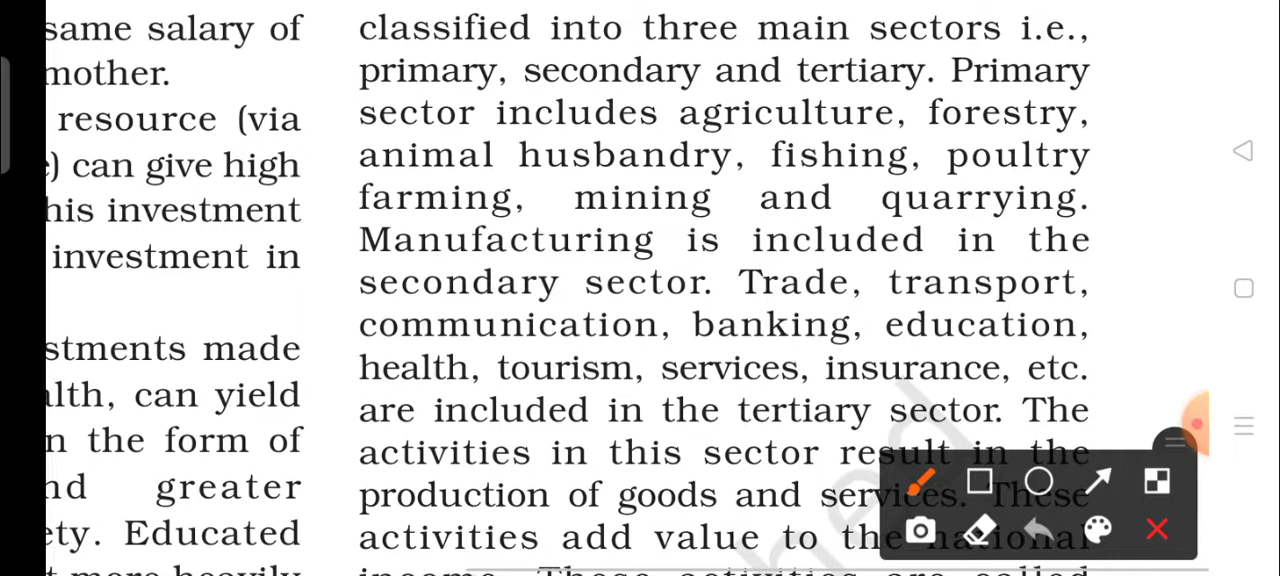 same salary of
mother.
resource (via
) can give high
his investment
investment in
stments made
alth, can yield
n the form of
nd greater
ety. Educated
classified into three main sectors i.e.,
primary, secondary and tertiary. Primary
sector includes agriculture, forestry,
animal husbandry, fishing, poultry
farming, mining and quarrying.
Manufacturing is included in the
secondary sector. Trade, transport,
communication, banking, education,
health, tourism, services, insurance, etc.
are included in the tertiary sector. The
activities in this sector result in the
production of goods and services. These
activities add value to the national